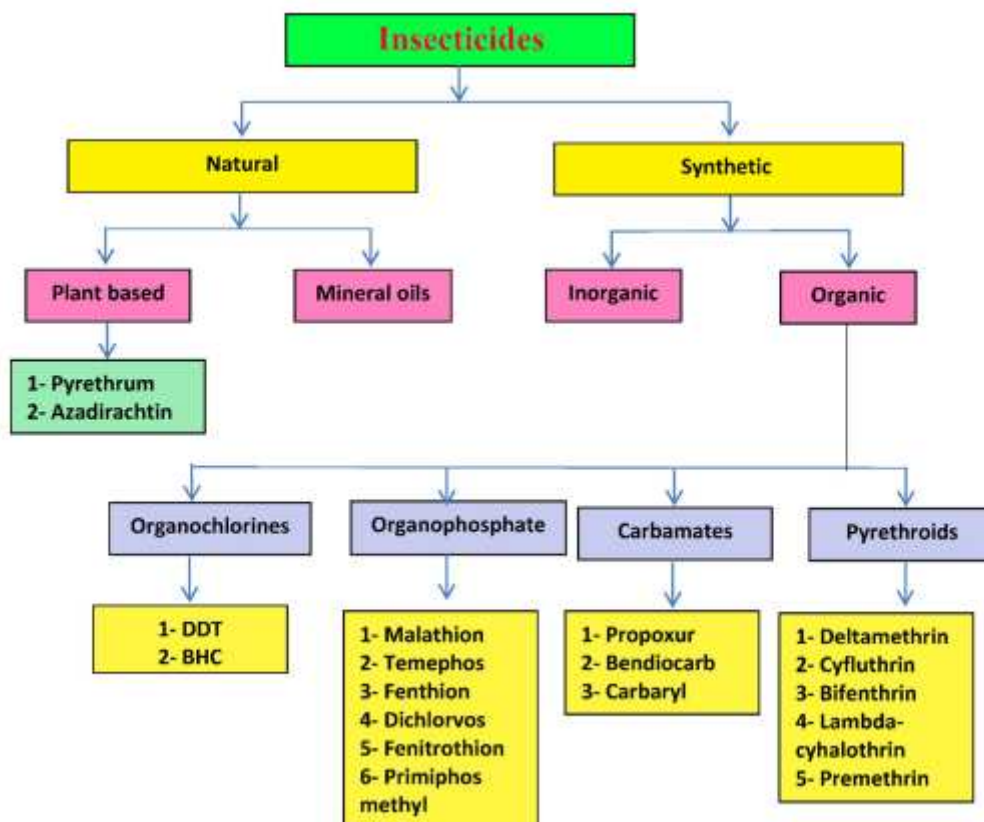 Insecticides
Natural
Synthetic
Plant based
Mineral oils
Inorganic
Organic
1- Pyrethrum
2- Azadirachtin
Organochlorines
Organophosphate
Carbamates
Pyrethroids
1- DDT
2- BHC
1- Malathion
2- Temephos
3- Fenthion
4- Dichlorvos
5- Fenitrothion
6- Primiphos
methyl
1- Propoxur
2- Bendiocarb
3- Carbaryl
1- Deltamethrin
2- Cyfluthrin
3- Bifenthrin
4- Lambda-
cyhalothrin
5- Premethrin